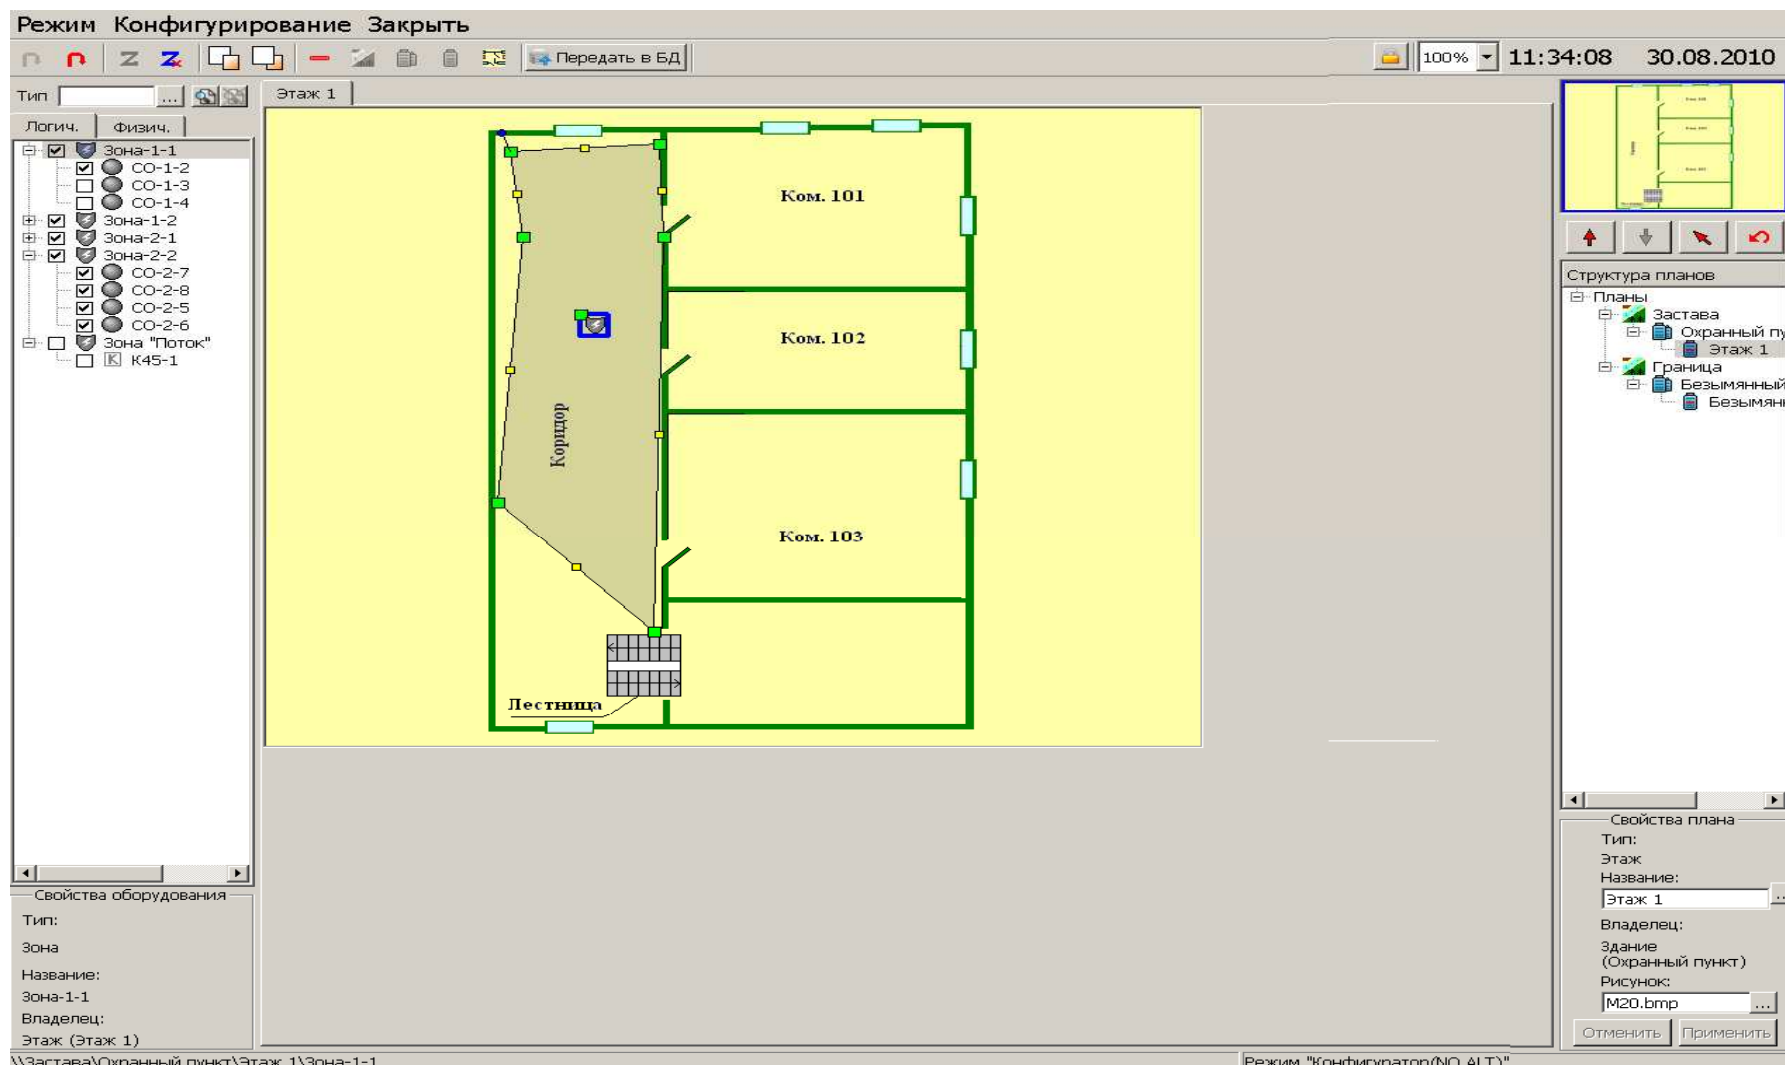 Режим Конфигурирование Закрыть
Передать в БД
100%
11:34:08 30.08.2010
Тип
...
Этаж 1
Логич.
Физич.
Зона-1-1
СО-1-2
СО-1-3
СО-1-4
Зона-1-2
Зона-2-1
Зона-2-2
СО-2-7
СО-2-8
СО-2-5
СО-2-6
Зона "Поток"
К45-1
Свойства оборудования
Тип:
Зона
Название:
Зона-1-1
Владелец:
Этаж (Этаж 1)
Ком. 101
Ком. 102
Коридор
Ком. 103
Лестница
Структура планов
Планы
Застава
Охранный пу
Этаж 1
Граница
Безымянный
Безымянн
Свойства плана
Тип:
Этаж
Название:
Этаж 1
Владелец:
Здание
(Охранный пункт)
Рисунок:
M20.bmp
...
Отменить
Применить
\\Застава\Охранный пункт\Этаж 1\Зона-1-1
Режим "Конфигуратор(NO ALT)"